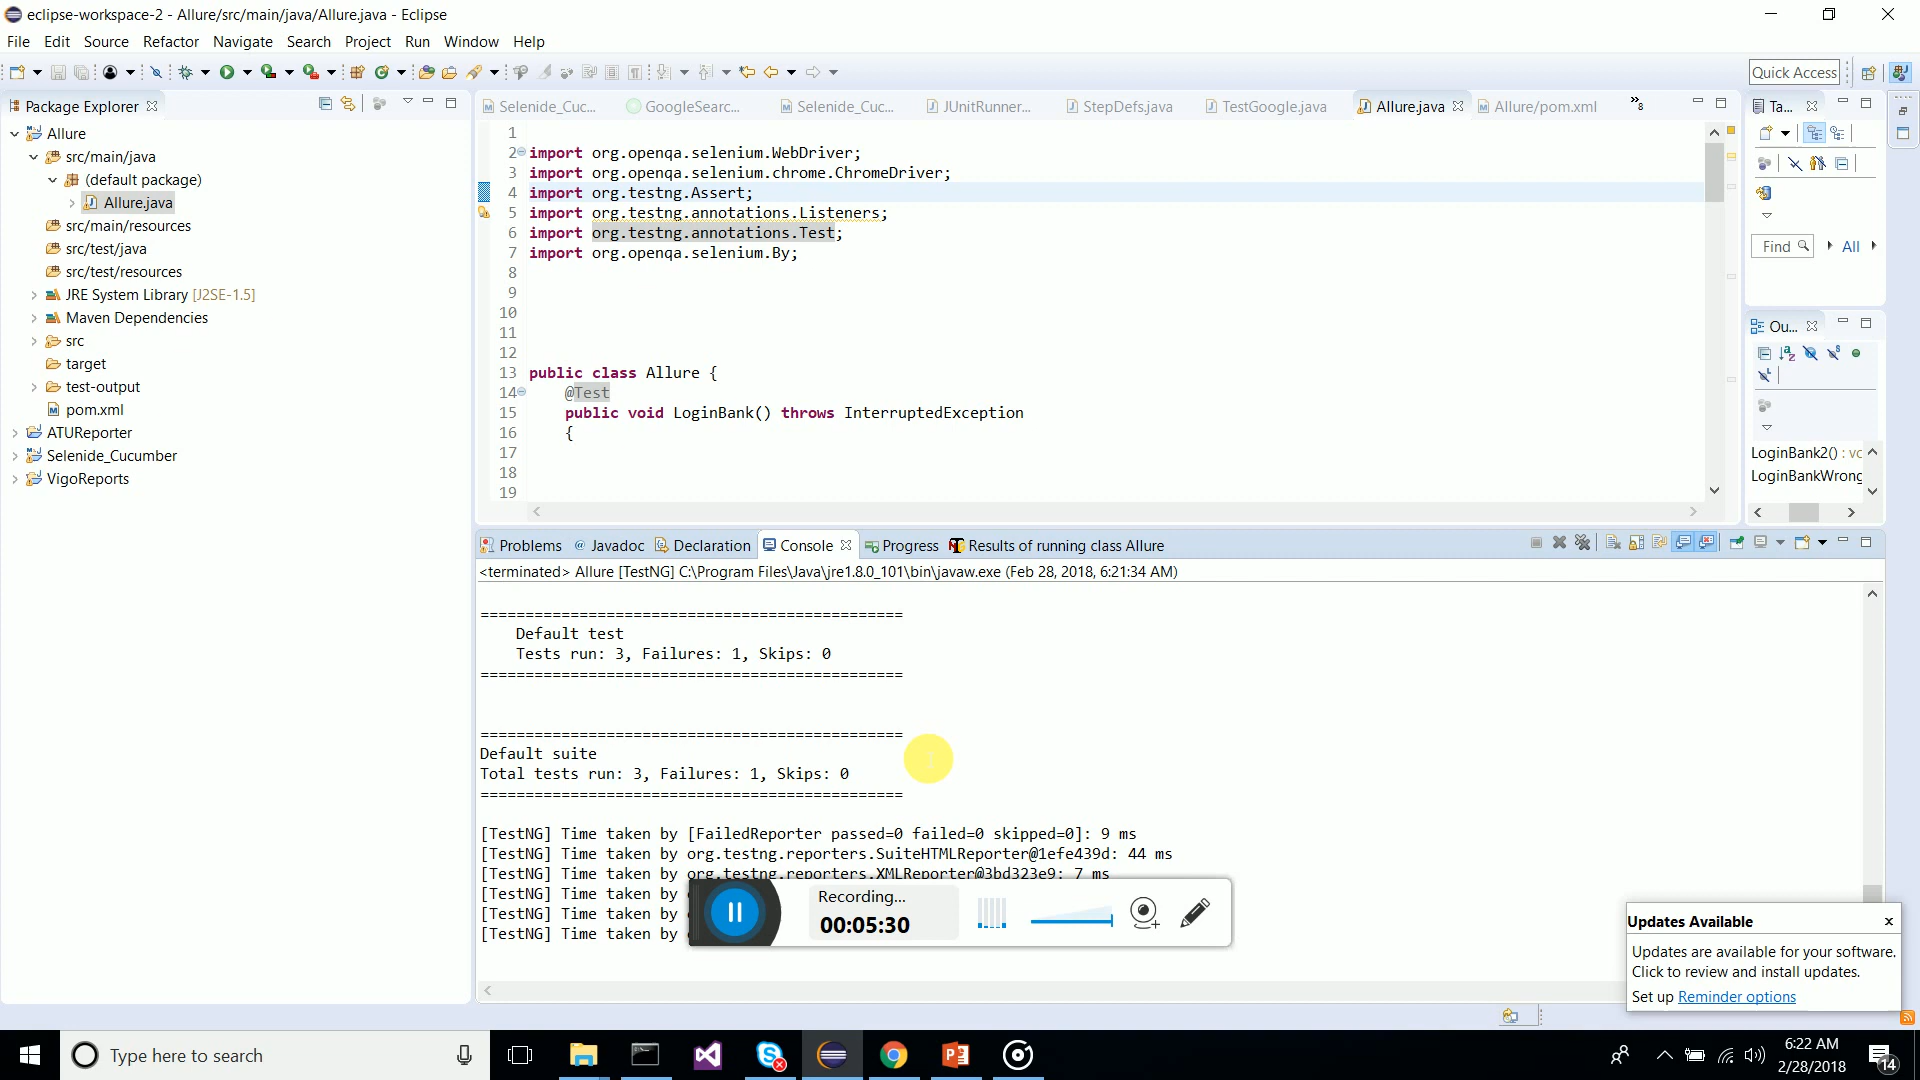 eclipse-workspace-2 - Allure/src/main/java/Allure.java - Eclipse
File Edit Source Refactor Navigate Search Project Run Window Help
Quick Access
Package Explorer
Selenide_Cuc... GoogleSearc... Selenide_Cuc... JUnitRunner... StepDefs.java TestGoogle.java Allure.java Allure/pom.xml »8
Ta...
Allure
src/main/java
(default package)
Allure.java
src/main/resources
src/test/java
src/test/resources
JRE System Library [J2SE-1.5]
Maven Dependencies
src
target
test-output
pom.xml
ATUReporter
Selenide_Cucumber
VigoReports
1
2 import org.openqa.selenium.WebDriver;
3 import org.openqa.selenium.chrome.ChromeDriver;
4 import org.testng.Assert;
5 import org.testng.annotations.Listeners;
6 import org.testng.annotations.Test;
7 import org.openqa.selenium.By;
8
9
10
11
12
13 public class Allure {
14 @Test
15 public void LoginBank() throws InterruptedException
16 {
17
18
19
Find All
Ou...
LoginBank2() : vo
LoginBankWrong
Problems @ Javadoc Declaration Console Progress Results of running class Allure
<terminated> Allure [TestNG] C:\Program Files\Java\jre1.8.0_101\bin\javaw.exe (Feb 28, 2018, 6:21:34 AM)
===============================================
Default test
Tests run: 3, Failures: 1, Skips: 0
===============================================
===============================================
Default suite
Total tests run: 3, Failures: 1, Skips: 0
===============================================
[TestNG] Time taken by [FailedReporter passed=0 failed=0 skipped=0]: 9 ms
[TestNG] Time taken by org.testng.reporters.SuiteHTMLReporter@1efe439d: 44 ms
[TestNG] Time taken by org.testng.reporters.XMLReporter@3bd323e9: 7 ms
[TestNG] Time taken by
[TestNG] Time taken by
[TestNG] Time taken by
Recording...
00:05:30
Updates Available x
Updates are available for your software.
Click to review and install updates.
Set up Reminder options
Type here to search
6:22 AM
2/28/2018
14